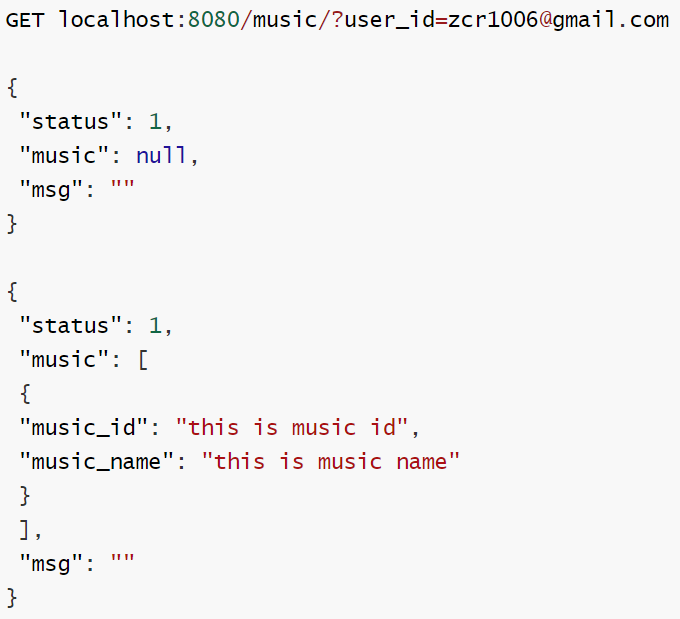 GET localhost:8080/music/?user_id=zcr1006@gmail.com
{
"status": 1,
"music": null,
"msg": ""
}
{
"status": 1,
"music": [
{
"music_id": "this is music id",
"music_name": "this is music name"
}
],
"msg": ""
}